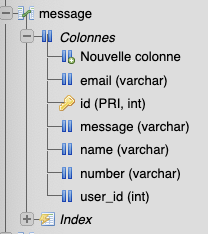 message
Colonnes
Nouvelle colonne
email (varchar)
id (PRI, int)
message (varchar)
name (varchar)
number (varchar)
user_id (int)
Index